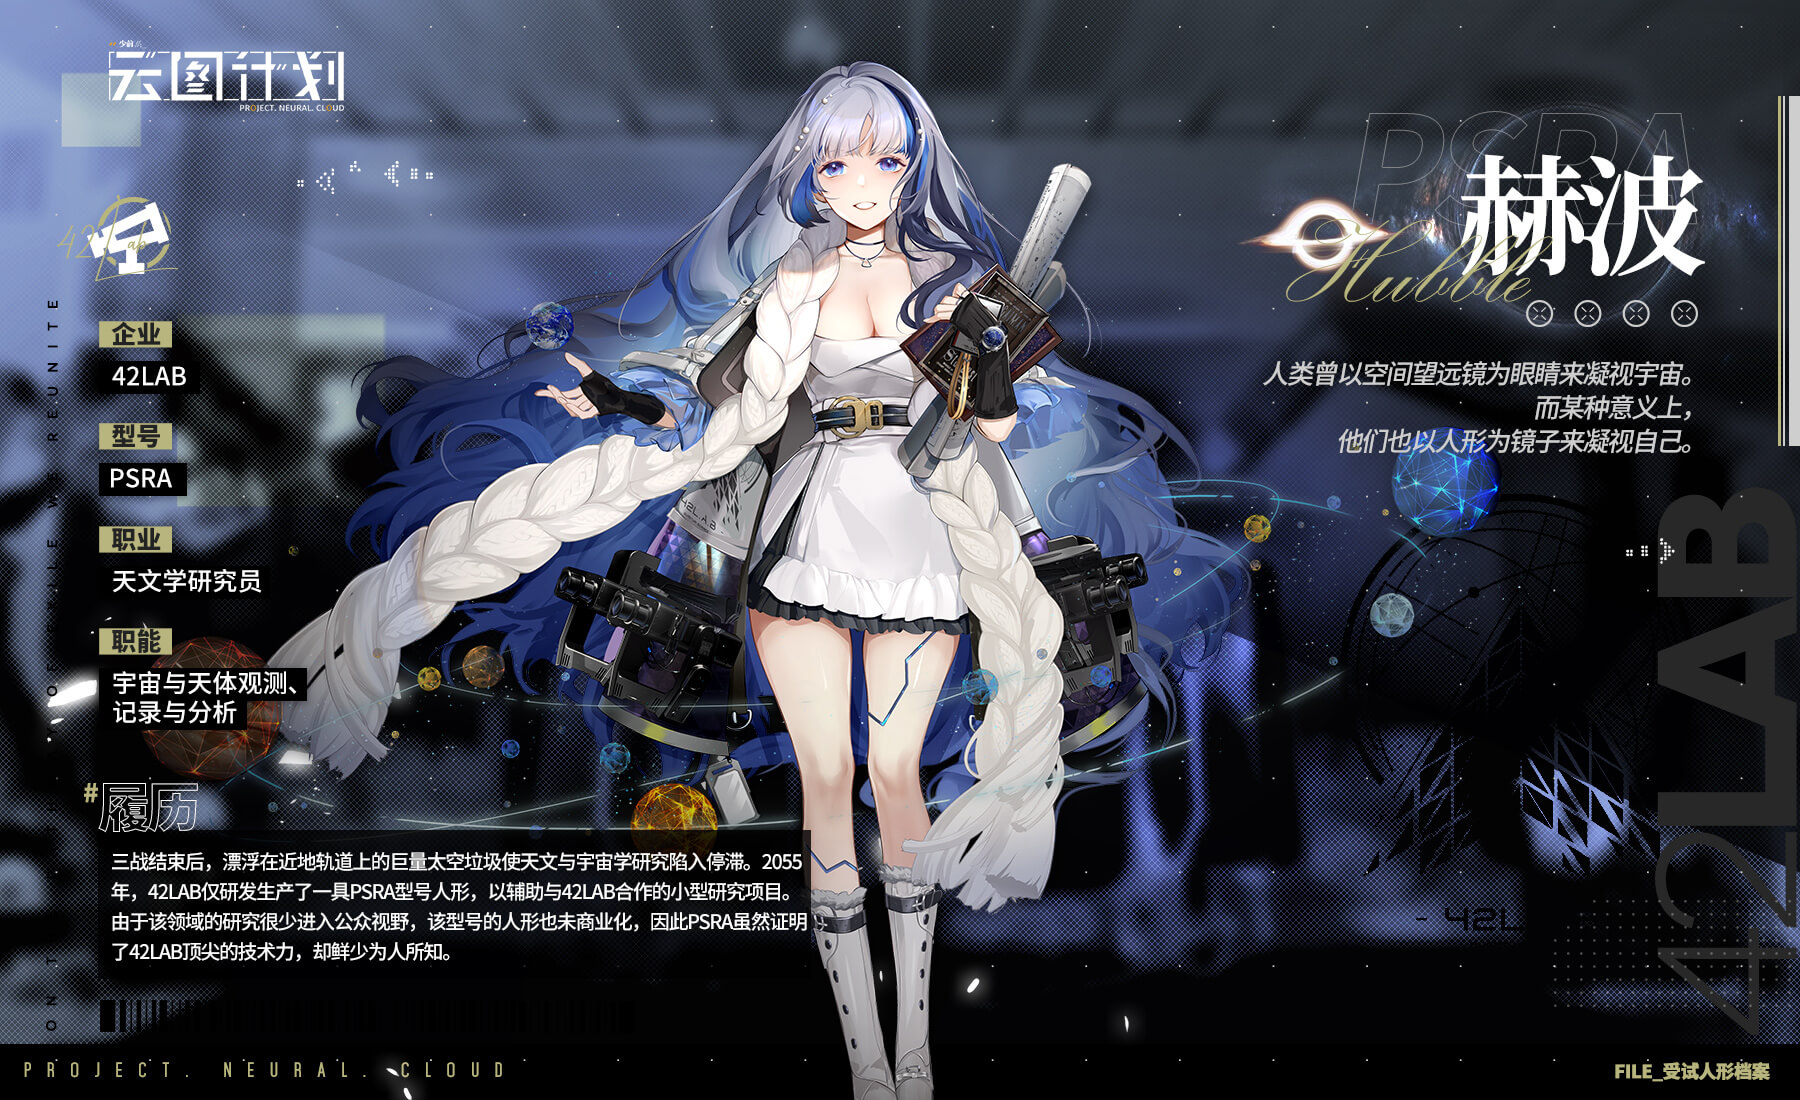 少前
云图计划
PROJECT. NEURAL. CLOUD
42Lab
企业
42LAB
型号
PSRA
职业
天文学研究员
职能
宇宙与天体观测、
记录与分析
#履历
三战结束后，漂浮在近地轨道上的巨量太空垃圾使天文与宇宙学研究陷入停滞。2055
年，42LAB仅研发生产了一具PSRA型号人形，以辅助与42LAB合作的小型研究项目。
由于该领域的研究很少进入公众视野，该型号的人形也未商业化，因此PSRA虽然证明
了42LAB顶尖的技术力，却鲜少为人所知。
PROJECT. NEURAL. CLOUD
PSRA
赫波
Hubble
人类曾以空间望远镜为眼睛来凝视宇宙。
而某种意义上，
他们也以人形为镜子来凝视自己。
42LAB
42LAB
- 42L
FILE_受试人形档案